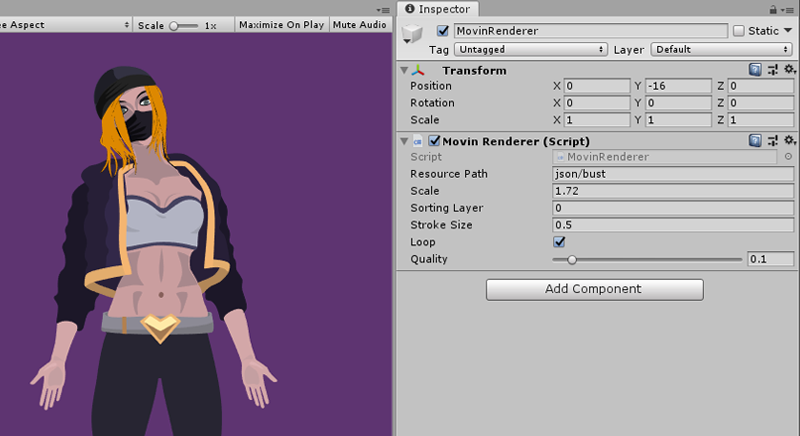 ee Aspect
Scale 1x
Maximize On Play
Mute Audio
Inspector
MovinRenderer
Static
Tag Untagged
Layer Default
Transform
Position X 0 Y -16 Z 0
Rotation X 0 Y 0 Z 0
Scale X 1 Y 1 Z 1
Movin Renderer (Script)
Script MovinRenderer
Resource Path json/bust
Scale 1.72
Sorting Layer 0
Stroke Size 0.5
Loop
Quality 0.1
Add Component